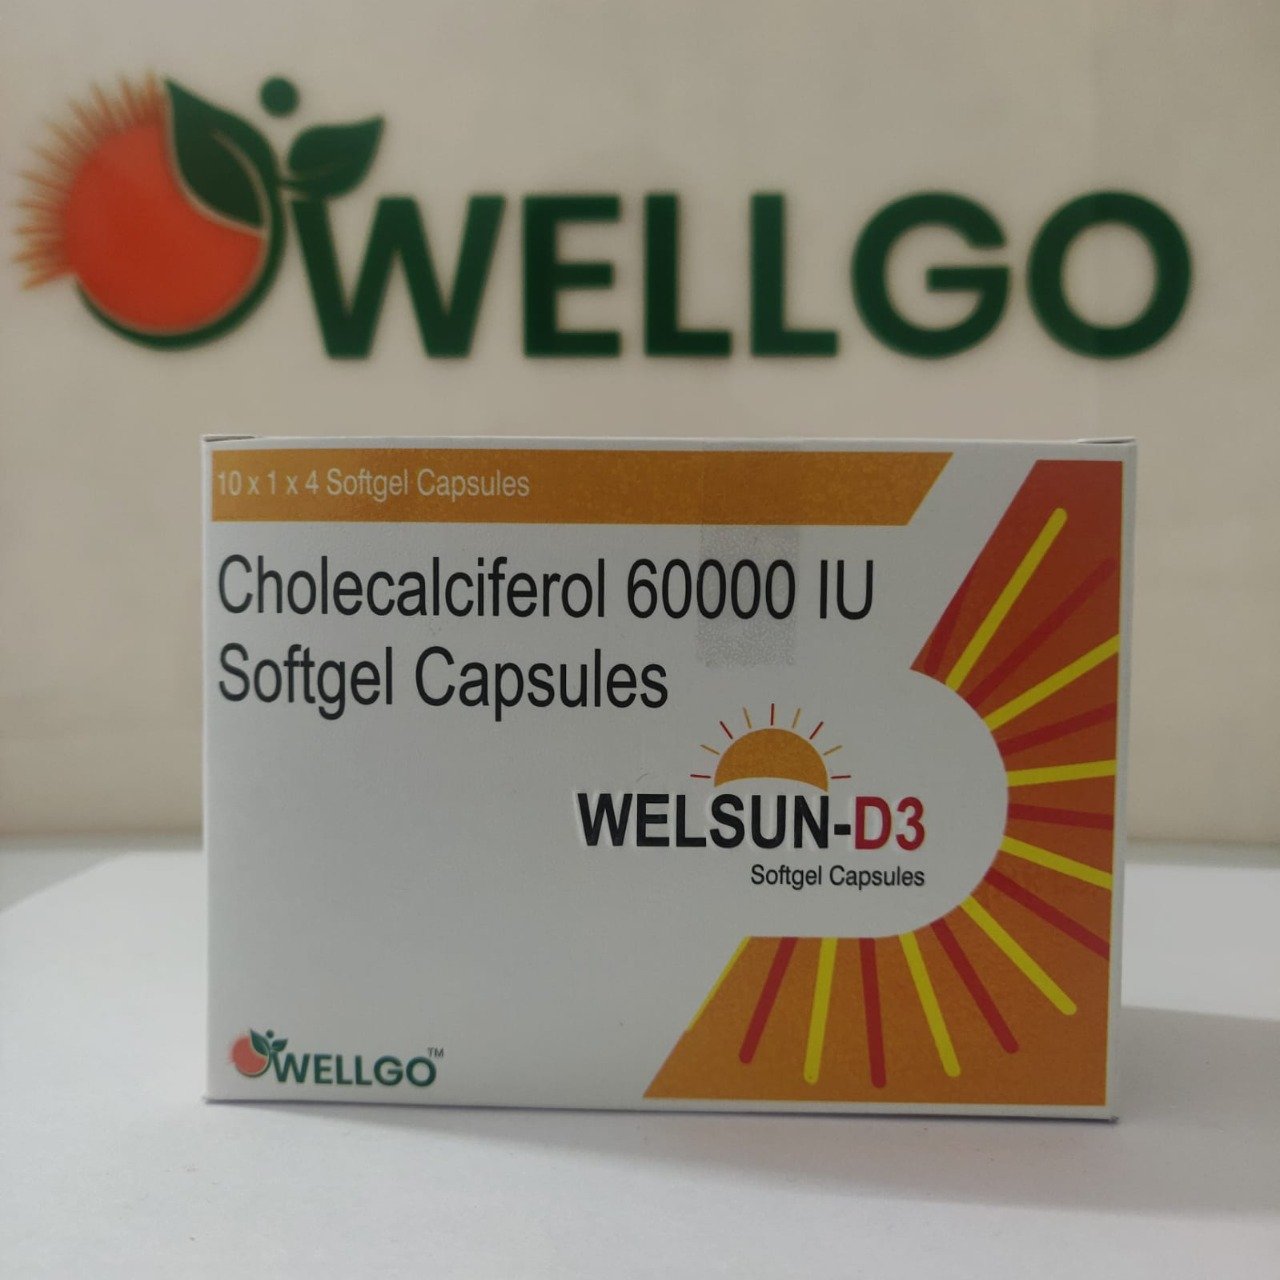 WELLGO
10 x 1 x 4 Softgel Capsules
Cholecalciferol 60000 IU
Softgel Capsules
WELSUN-D3
Softgel Capsules
WELLGO™